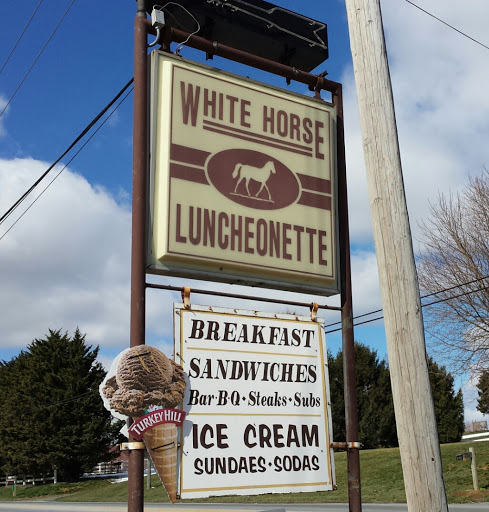 WHITE HORSE
LUNCHEONETTE
BREAKFAST
SANDWICHES
Bar·B·Q·Steaks·Subs
TURKEY HILL
ICE CREAM
SUNDAES·SODAS